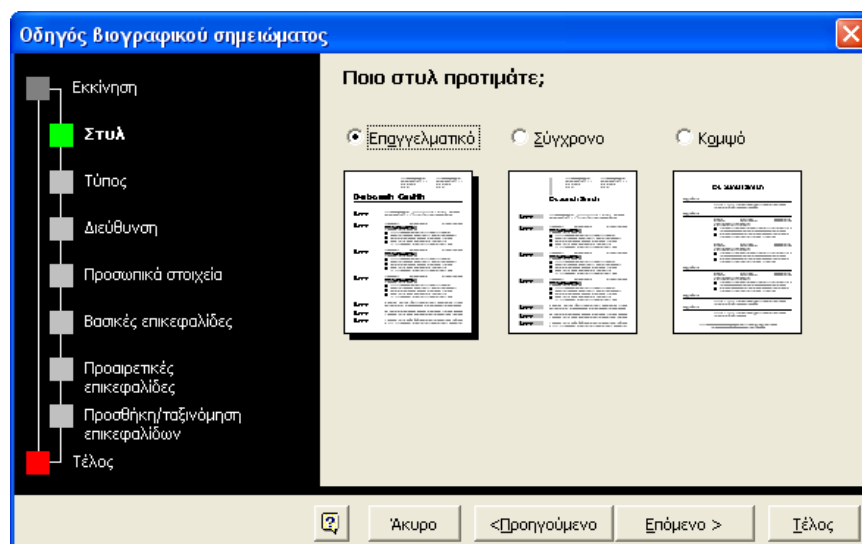 Οδηγός βιογραφικού σημειώματος
Εκκίνηση
Στυλ
Τύπος
Διεύθυνση
Προσωπικά στοιχεία
Βασικές επικεφαλίδες
Προαιρετικές
επικεφαλίδες
Προσθήκη/ταξινόμηση
επικεφαλίδων
Τέλος
Ποιο στυλ προτιμάτε;
Επαγγελματικό Σύγχρονο Κομψό
Άκυρο <Προηγούμενο Επόμενο > Τέλος